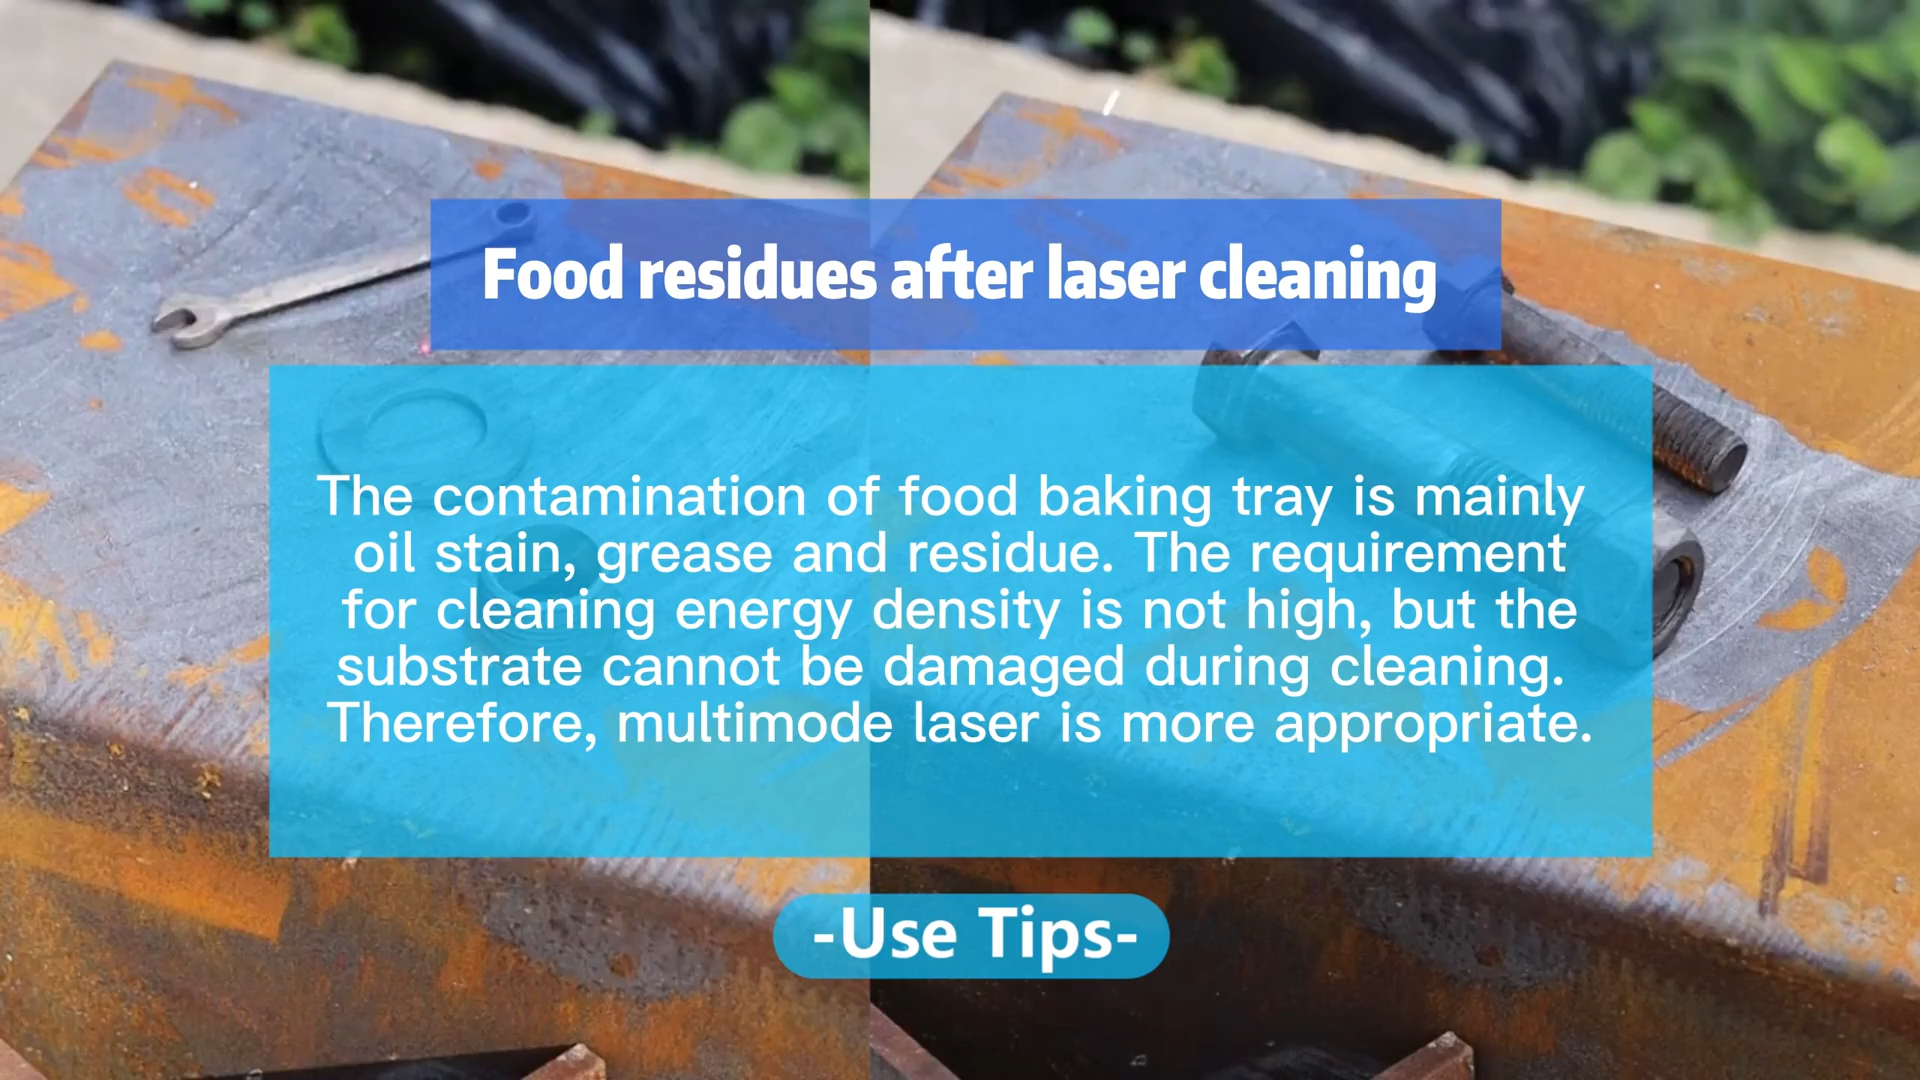 Food residues after laser cleaning
The contamination of food baking tray is mainly
oil stain, grease and residue. The requirement
for cleaning energy density is not high, but the
substrate cannot be damaged during cleaning.
Therefore, multimode laser is more appropriate.
-Use Tips-